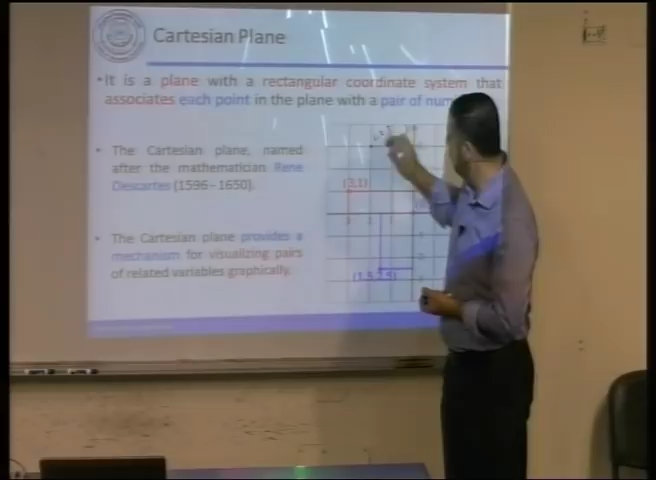 Cartesian Plane
• It is a plane with a rectangular coordinate system that
associates each point in the plane with a pair of num
• The Cartesian plane, named
after the mathematician Rene
Descartes (1596–1650).
• The Cartesian plane provides a
mechanism for visualizing pairs
of related variables graphically.